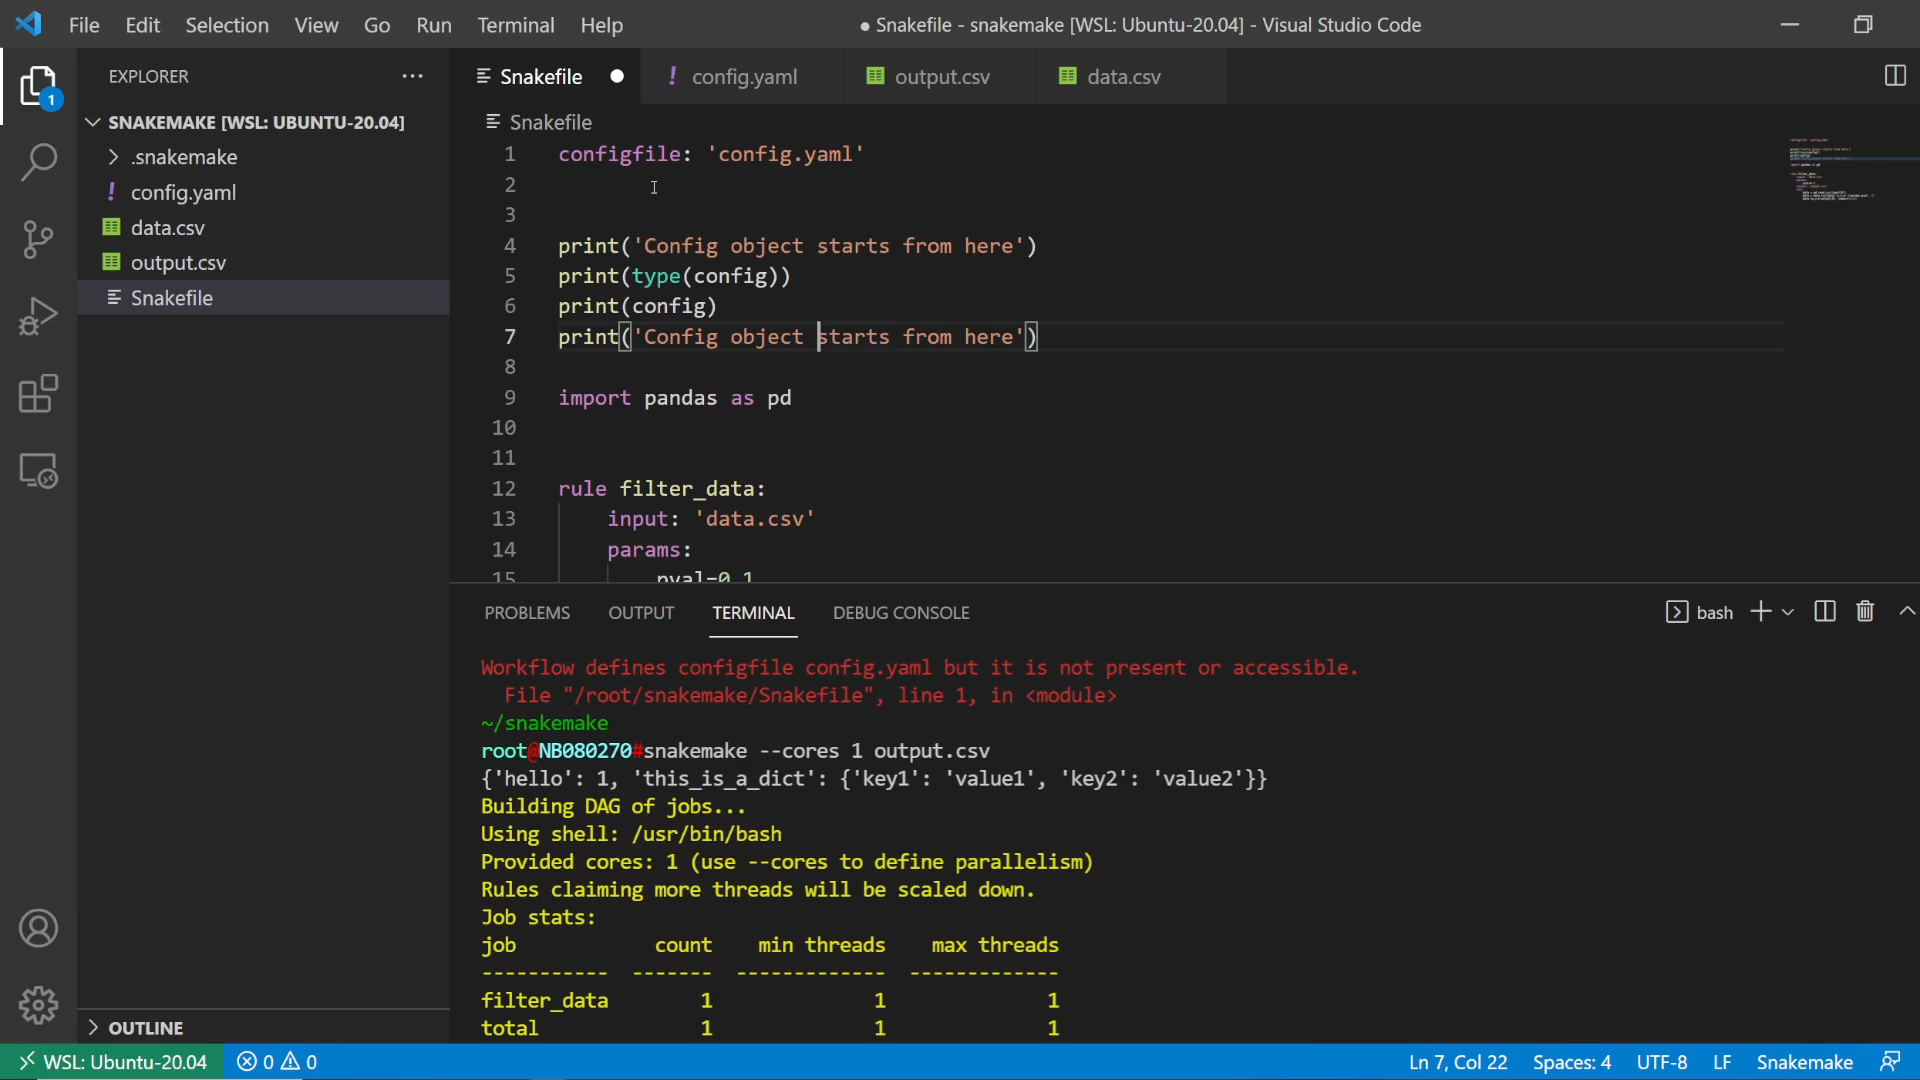 File Edit Selection View Go Run Terminal Help
● Snakefile - snakemake [WSL: Ubuntu-20.04] - Visual Studio Code
1
EXPLORER
SNAKEMAKE [WSL: UBUNTU-20.04]
.snakemake
! config.yaml
data.csv
output.csv
Snakefile
OUTLINE
Snakefile ● ! config.yaml output.csv data.csv
Snakefile
1 configfile: 'config.yaml'
2
3
4 print('Config object starts from here')
5 print(type(config))
6 print(config)
7 print('Config object starts from here')
8
9 import pandas as pd
10
11
12 rule filter_data:
13 input: 'data.csv'
14 params:
15 pval=0.1
PROBLEMS OUTPUT TERMINAL DEBUG CONSOLE
bash
Workflow defines configfile config.yaml but it is not present or accessible.
File "/root/snakemake/Snakefile", line 1, in <module>
~/snakemake
root@NB080270#snakemake --cores 1 output.csv
{'hello': 1, 'this_is_a_dict': {'key1': 'value1', 'key2': 'value2'}}
Building DAG of jobs...
Using shell: /usr/bin/bash
Provided cores: 1 (use --cores to define parallelism)
Rules claiming more threads will be scaled down.
Job stats:
job count min threads max threads
----------- ------- ------------- -------------
filter_data 1 1 1
total 1 1 1
WSL: Ubuntu-20.04 0 0
Ln 7, Col 22 Spaces: 4 UTF-8 LF Snakemake